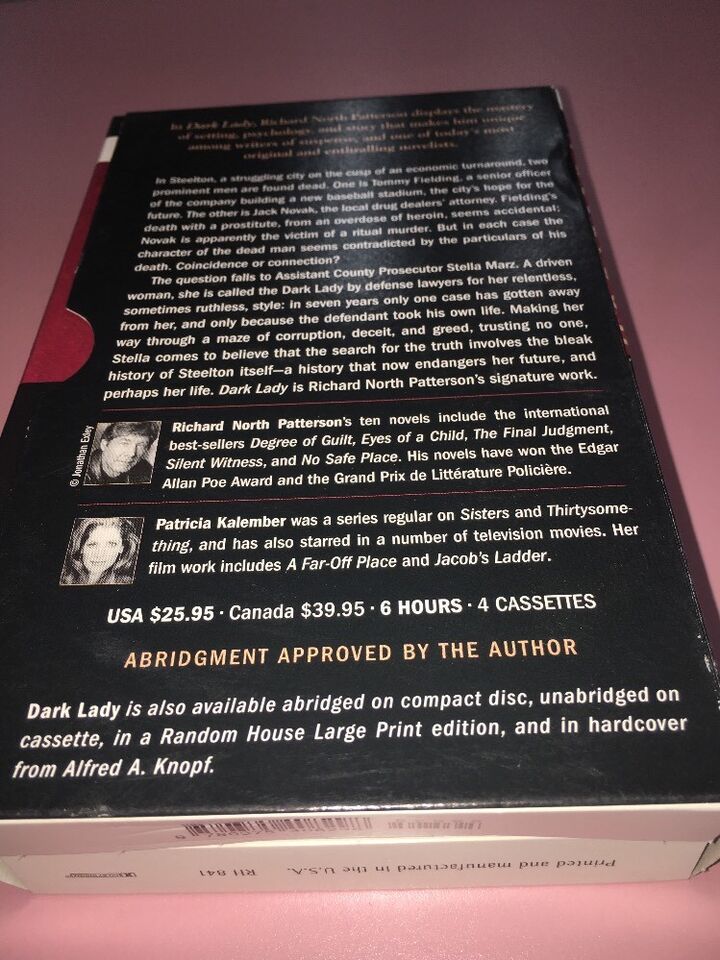 In Dark Lady, Richard North Patterson displays the mastery
of setting, psychology, and story that makes him unique
among writers of suspense, and one of today's most
original and enthralling novelists.
In Steelton, a struggling city on the cusp of an economic turnaround, two
prominent men are found dead. One is Tommy Fielding, a senior officer
of the company building a new baseball stadium, the city's hope for the
future. The other is Jack Novak, the local drug dealers' attorney. Fielding's
death with a prostitute, from an overdose of heroin, seems accidental;
Novak is apparently the victim of a ritual murder. But in each case the
character of the dead man seems contradicted by the particulars of his
death. Coincidence or connection?
The question falls to Assistant County Prosecutor Stella Marz. A driven
woman, she is called the Dark Lady by defense lawyers for her relentless,
sometimes ruthless, style: in seven years only one case has gotten away
from her, and only because the defendant took his own life. Making her
way through a maze of corruption, deceit, and greed, trusting no one,
Stella comes to believe that the search for the truth involves the bleak
history of Steelton itself—a history that now endangers her future, and
perhaps her life. Dark Lady is Richard North Patterson's signature work.
© Jonathan Exley
Richard North Patterson's ten novels include the international
best-sellers Degree of Guilt, Eyes of a Child, The Final Judgment,
Silent Witness, and No Safe Place. His novels have won the Edgar
Allan Poe Award and the Grand Prix de Littérature Policière.
Patricia Kalember was a series regular on Sisters and Thirtysome-
thing, and has also starred in a number of television movies. Her
film work includes A Far-Off Place and Jacob's Ladder.
USA $25.95 · Canada $39.95 · 6 HOURS · 4 CASSETTES
ABRIDGMENT APPROVED BY THE AUTHOR
Dark Lady is also available abridged on compact disc, unabridged on
cassette, in a Random House Large Print edition, and in hardcover
from Alfred A. Knopf.
Printed and manufactured in the U.S.A. RH 841